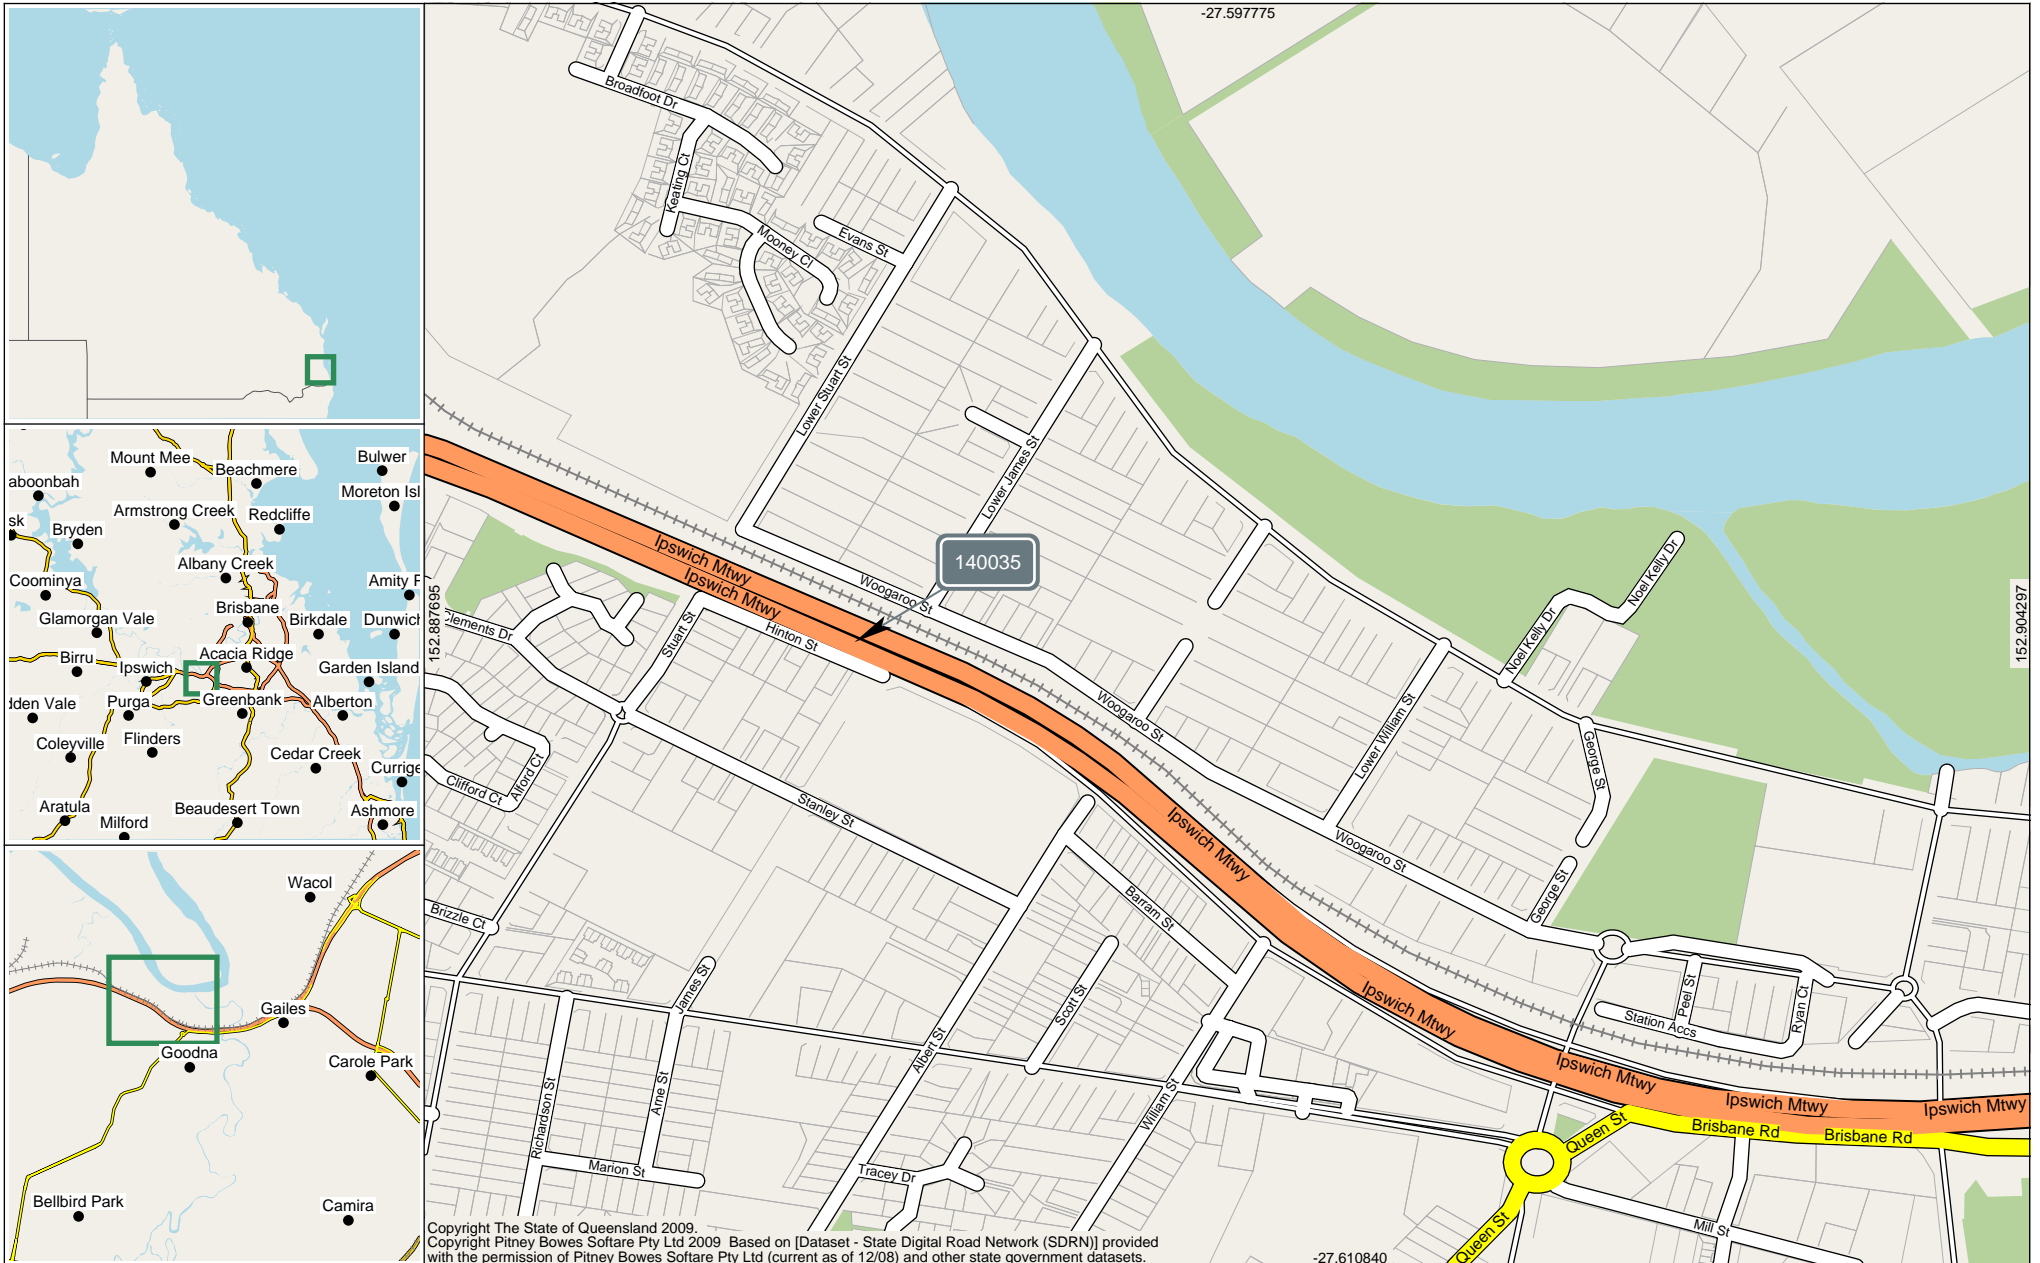 -27.597775
Broadfoot Dr
Keating Ct
Evans St
Mooney Cl
Lower Stuart St
Lower James St
140035
Ipswich Mtwy
Ipswich Mtwy
Woogaroo St
Hinton St
Stuart St
Clements Dr
152.887695
152.904297
Noel Kelly Dr
Noel Kelly Dr
Woogaroo St
Lower William St
George St
Clifford Ct
Alford Ct
Stanley St
Ipswich Mtwy
Woogaroo St
George St
Brizzle Ct
Barram St
James St
Scott St
Ipswich Mtwy
Peel St
Ryan Ct
Station Accs
Albert St
Richardson St
Arne St
William St
Ipswich Mtwy
Ipswich Mtwy
Ipswich Mtwy
Queen St
Brisbane Rd
Brisbane Rd
Marion St
Tracey Dr
Mill St
Queen St
-27.610840
Copyright The State of Queensland 2009.
Copyright Pitney Bowes Softare Pty Ltd 2009 Based on [Dataset - State Digital Road Network (SDRN)] provided
with the permission of Pitney Bowes Softare Pty Ltd (current as of 12/08) and other state government datasets.
Mount Mee
Beachmere
Bulwer
aboonbah
Moreton Isl
Armstrong Creek
Redcliffe
sk
Bryden
Albany Creek
Coominya
Amity P
Brisbane
Glamorgan Vale
Birkdale
Dunwich
Birru
Ipswich
Acacia Ridge
Garden Island
dden Vale
Purga
Greenbank
Alberton
Coleyville
Flinders
Cedar Creek
Currige
Aratula
Milford
Beaudesert Town
Ashmore
Wacol
Gailes
Goodna
Carole Park
Bellbird Park
Camira